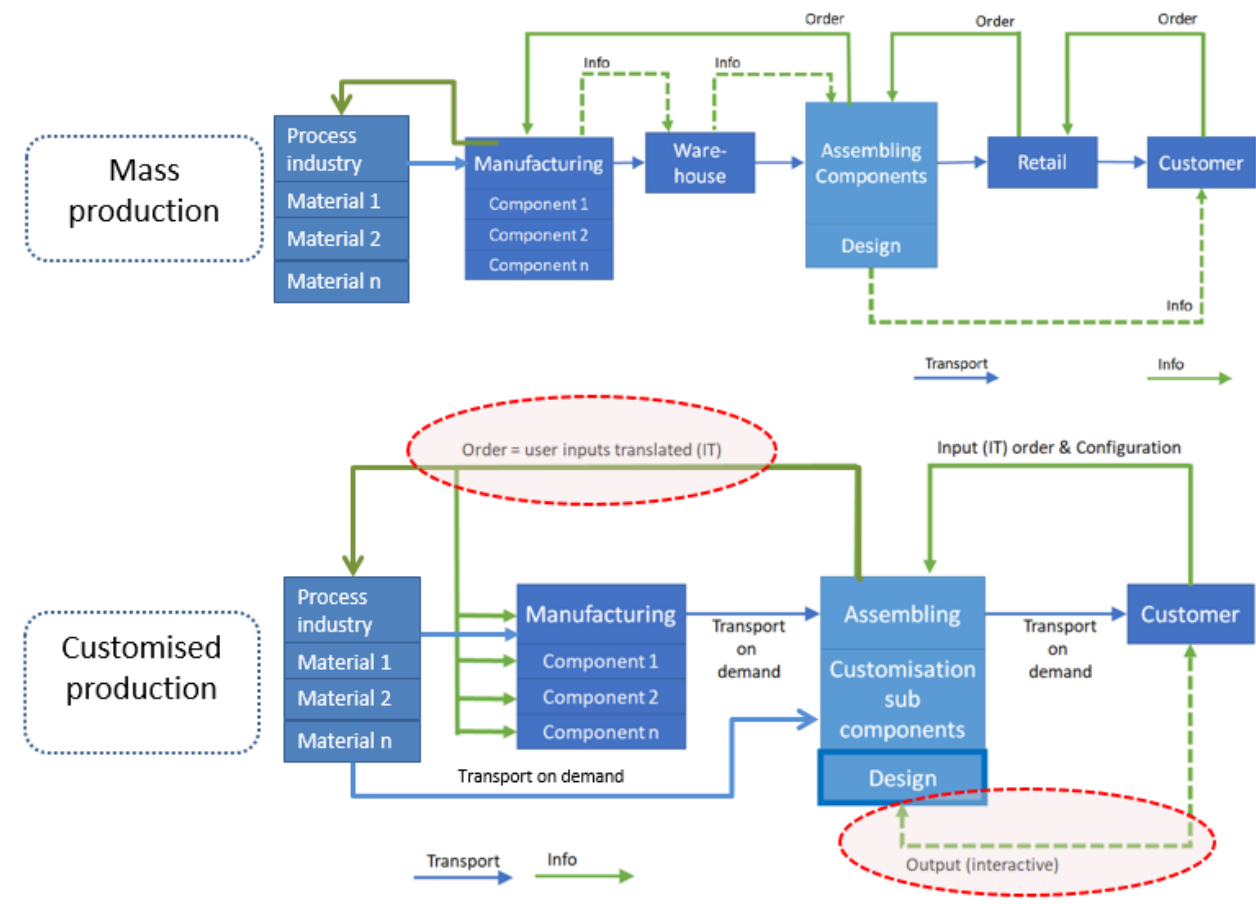 Order
Order
Order
Info
Info
Mass
production
Process
industry
Material 1
Material 2
Material n
Manufacturing
Component 1
Component 2
Component n
Ware-
house
Assembling
Components
Design
Retail
Customer
Info
Transport
Info
Order = user inputs translated (IT)
Input (IT) order & Configuration
Customised
production
Process
industry
Material 1
Material 2
Material n
Manufacturing
Component 1
Component 2
Component n
Transport
on
demand
Assembling
Customisation
sub
components
Design
Transport
on
demand
Customer
Transport on demand
Output (interactive)
Transport
Info